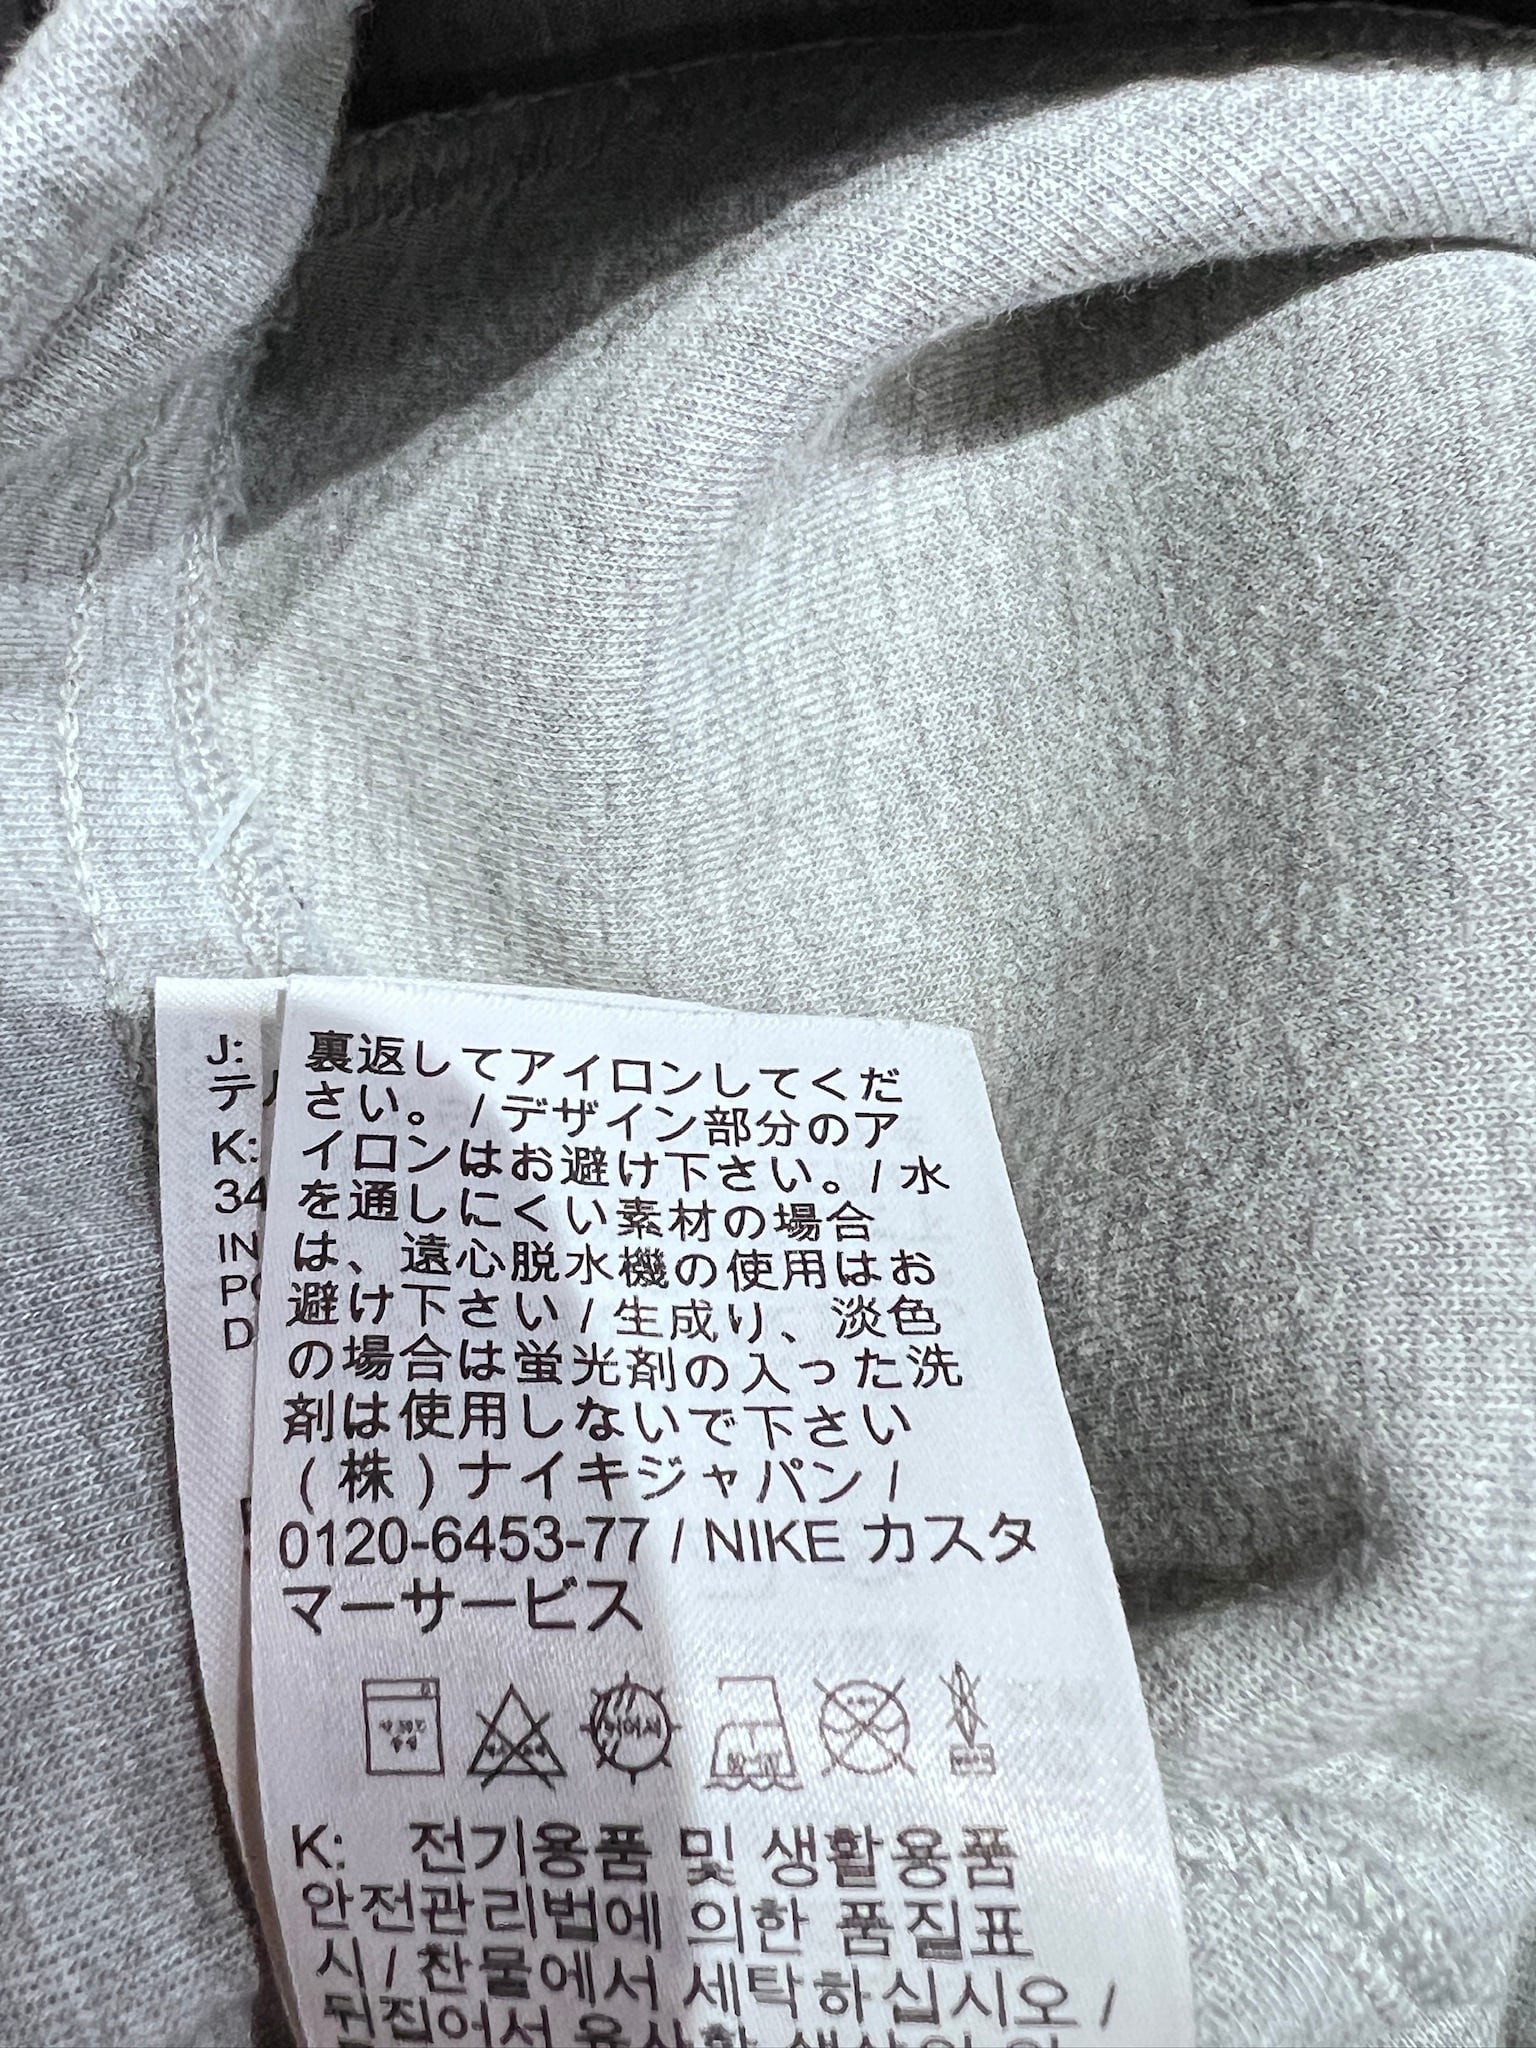 J:
テ
K:
34
IN
D
裏返してアイロンしてくだ
さい。 / デザイン部分のア
イロンはお避け下さい。 / 水
を通しにくい素材の場合
は、遠心脱水機の使用はお
避け下さい / 生成り、淡色
の場合は蛍光剤の入った洗
剤は使用しないで下さい
(株)ナイキジャパン /
0120-6453-77 / NIKE カスタ
マーサービス
K: 전기용품 및 생활용품
안전관리법에 의한 품질표
시 / 찬물에서 세탁하십시오 /
뒤집어서